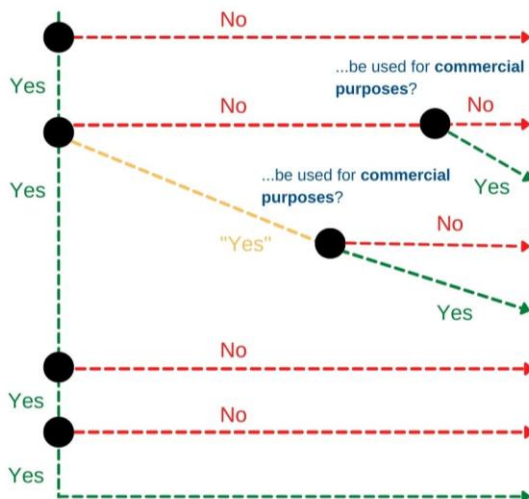 No
...be used for commercial
purposes?
Yes
No
No
Yes
...be used for commercial
purposes?
Yes
No
"Yes"
Yes
No
Yes
No
Yes